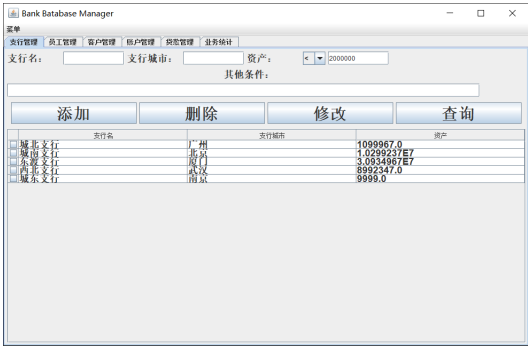 Bank Batabase Manager
菜单
支行管理 员工管理 客户管理 账户管理 贷款管理 业务统计
支行名： 支行城市： 资产： < 2000000
其他条件：
添加 删除 修改 查询
支行名 支行城市 资产
城北支行 广州 1099967.0
城南支行 北京 1.0299237E7
东渡支行 厦门 3.0934967E7
西北支行 武汉 8992347.0
城东支行 南京 9999.0